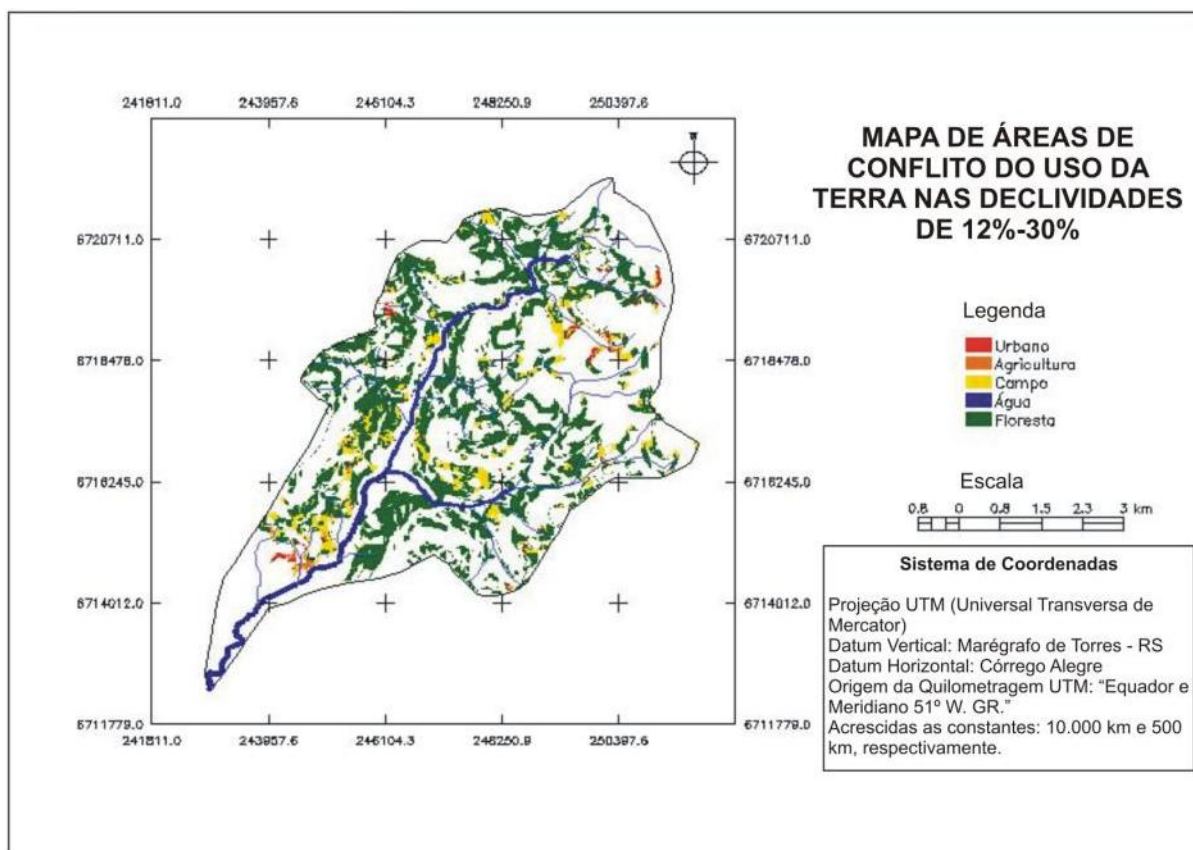 241811.0 243957.6 246104.3 248250.9 250397.6
N
6720711.0 6720711.0
6718478.0 6718478.0
6716245.0 6716245.0
6714012.0 6714012.0
6711779.0 6711779.0
241811.0 243957.6 246104.3 248250.9 250397.6
MAPA DE ÁREAS DE
CONFLITO DO USO DA
TERRA NAS DECLIVIDADES
DE 12%-30%
Legenda
Urbano
Agricultura
Campo
Água
Floresta
Escala
0.8 0 0.8 1.5 2.3 3 km
Sistema de Coordenadas
Projeção UTM (Universal Transversa de
Mercator)
Datum Vertical: Marégrafo de Torres - RS
Datum Horizontal: Córrego Alegre
Origem da Quilometragem UTM: “Equador e
Meridiano 51º W. GR.”
Acrescidas as constantes: 10.000 km e 500
km, respectivamente.